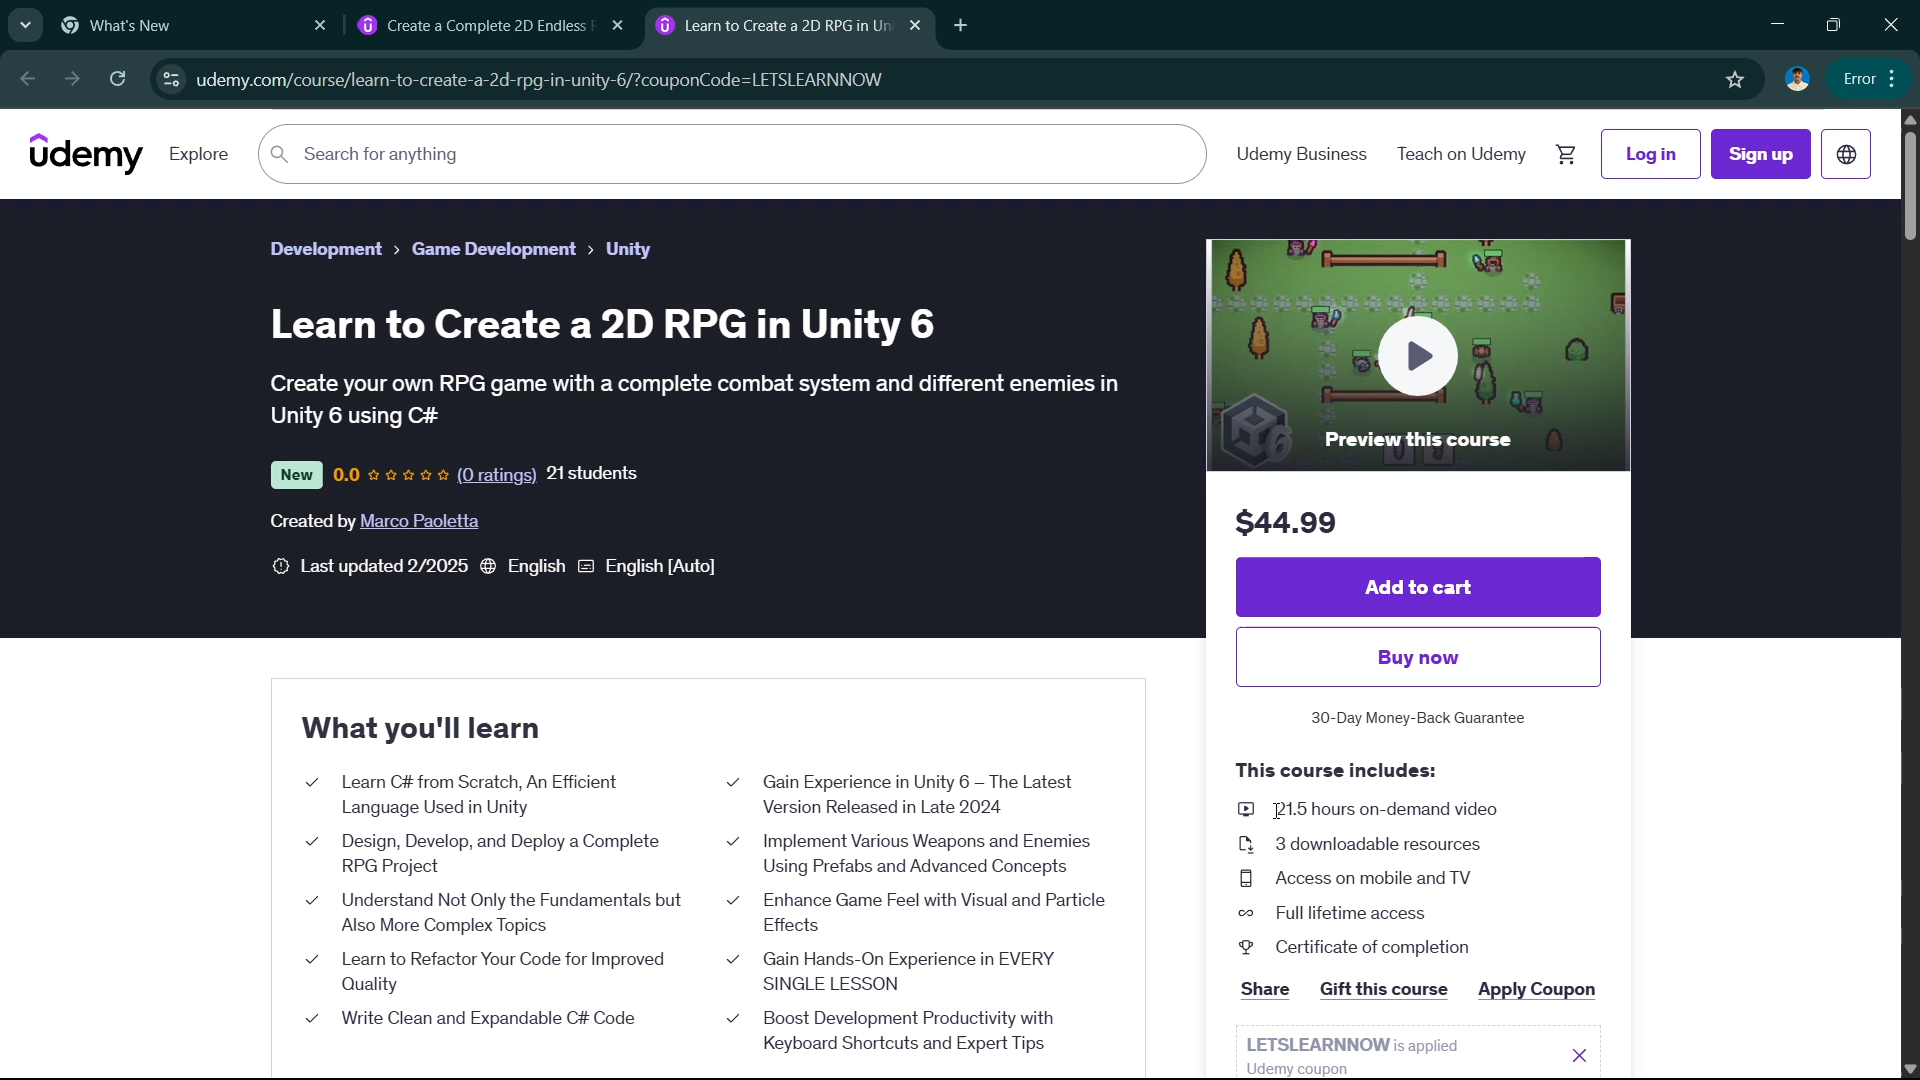 What's New
Create a Complete 2D Endless
Learn to Create a 2D RPG in Un
udemy.com/course/learn-to-create-a-2d-rpg-in-unity-6/?couponCode=LETSLEARNNOW
Error
udemy
Explore
Search for anything
Udemy Business
Teach on Udemy
Log in
Sign up
Development › Game Development › Unity
Learn to Create a 2D RPG in Unity 6
Create your own RPG game with a complete combat system and different enemies in
Unity 6 using C#
New 0.0 (0 ratings) 21 students
Created by Marco Paoletta
Last updated 2/2025 English English [Auto]
6
Preview this course
$44.99
Add to cart
Buy now
30-Day Money-Back Guarantee
This course includes:
21.5 hours on-demand video
3 downloadable resources
Access on mobile and TV
Full lifetime access
Certificate of completion
Share Gift this course Apply Coupon
LETSLEARNNOW is applied
Udemy coupon
What you'll learn
Learn C# from Scratch, An Efficient
Language Used in Unity
Design, Develop, and Deploy a Complete
RPG Project
Understand Not Only the Fundamentals but
Also More Complex Topics
Learn to Refactor Your Code for Improved
Quality
Write Clean and Expandable C# Code
Gain Experience in Unity 6 – The Latest
Version Released in Late 2024
Implement Various Weapons and Enemies
Using Prefabs and Advanced Concepts
Enhance Game Feel with Visual and Particle
Effects
Gain Hands-On Experience in EVERY
SINGLE LESSON
Boost Development Productivity with
Keyboard Shortcuts and Expert Tips